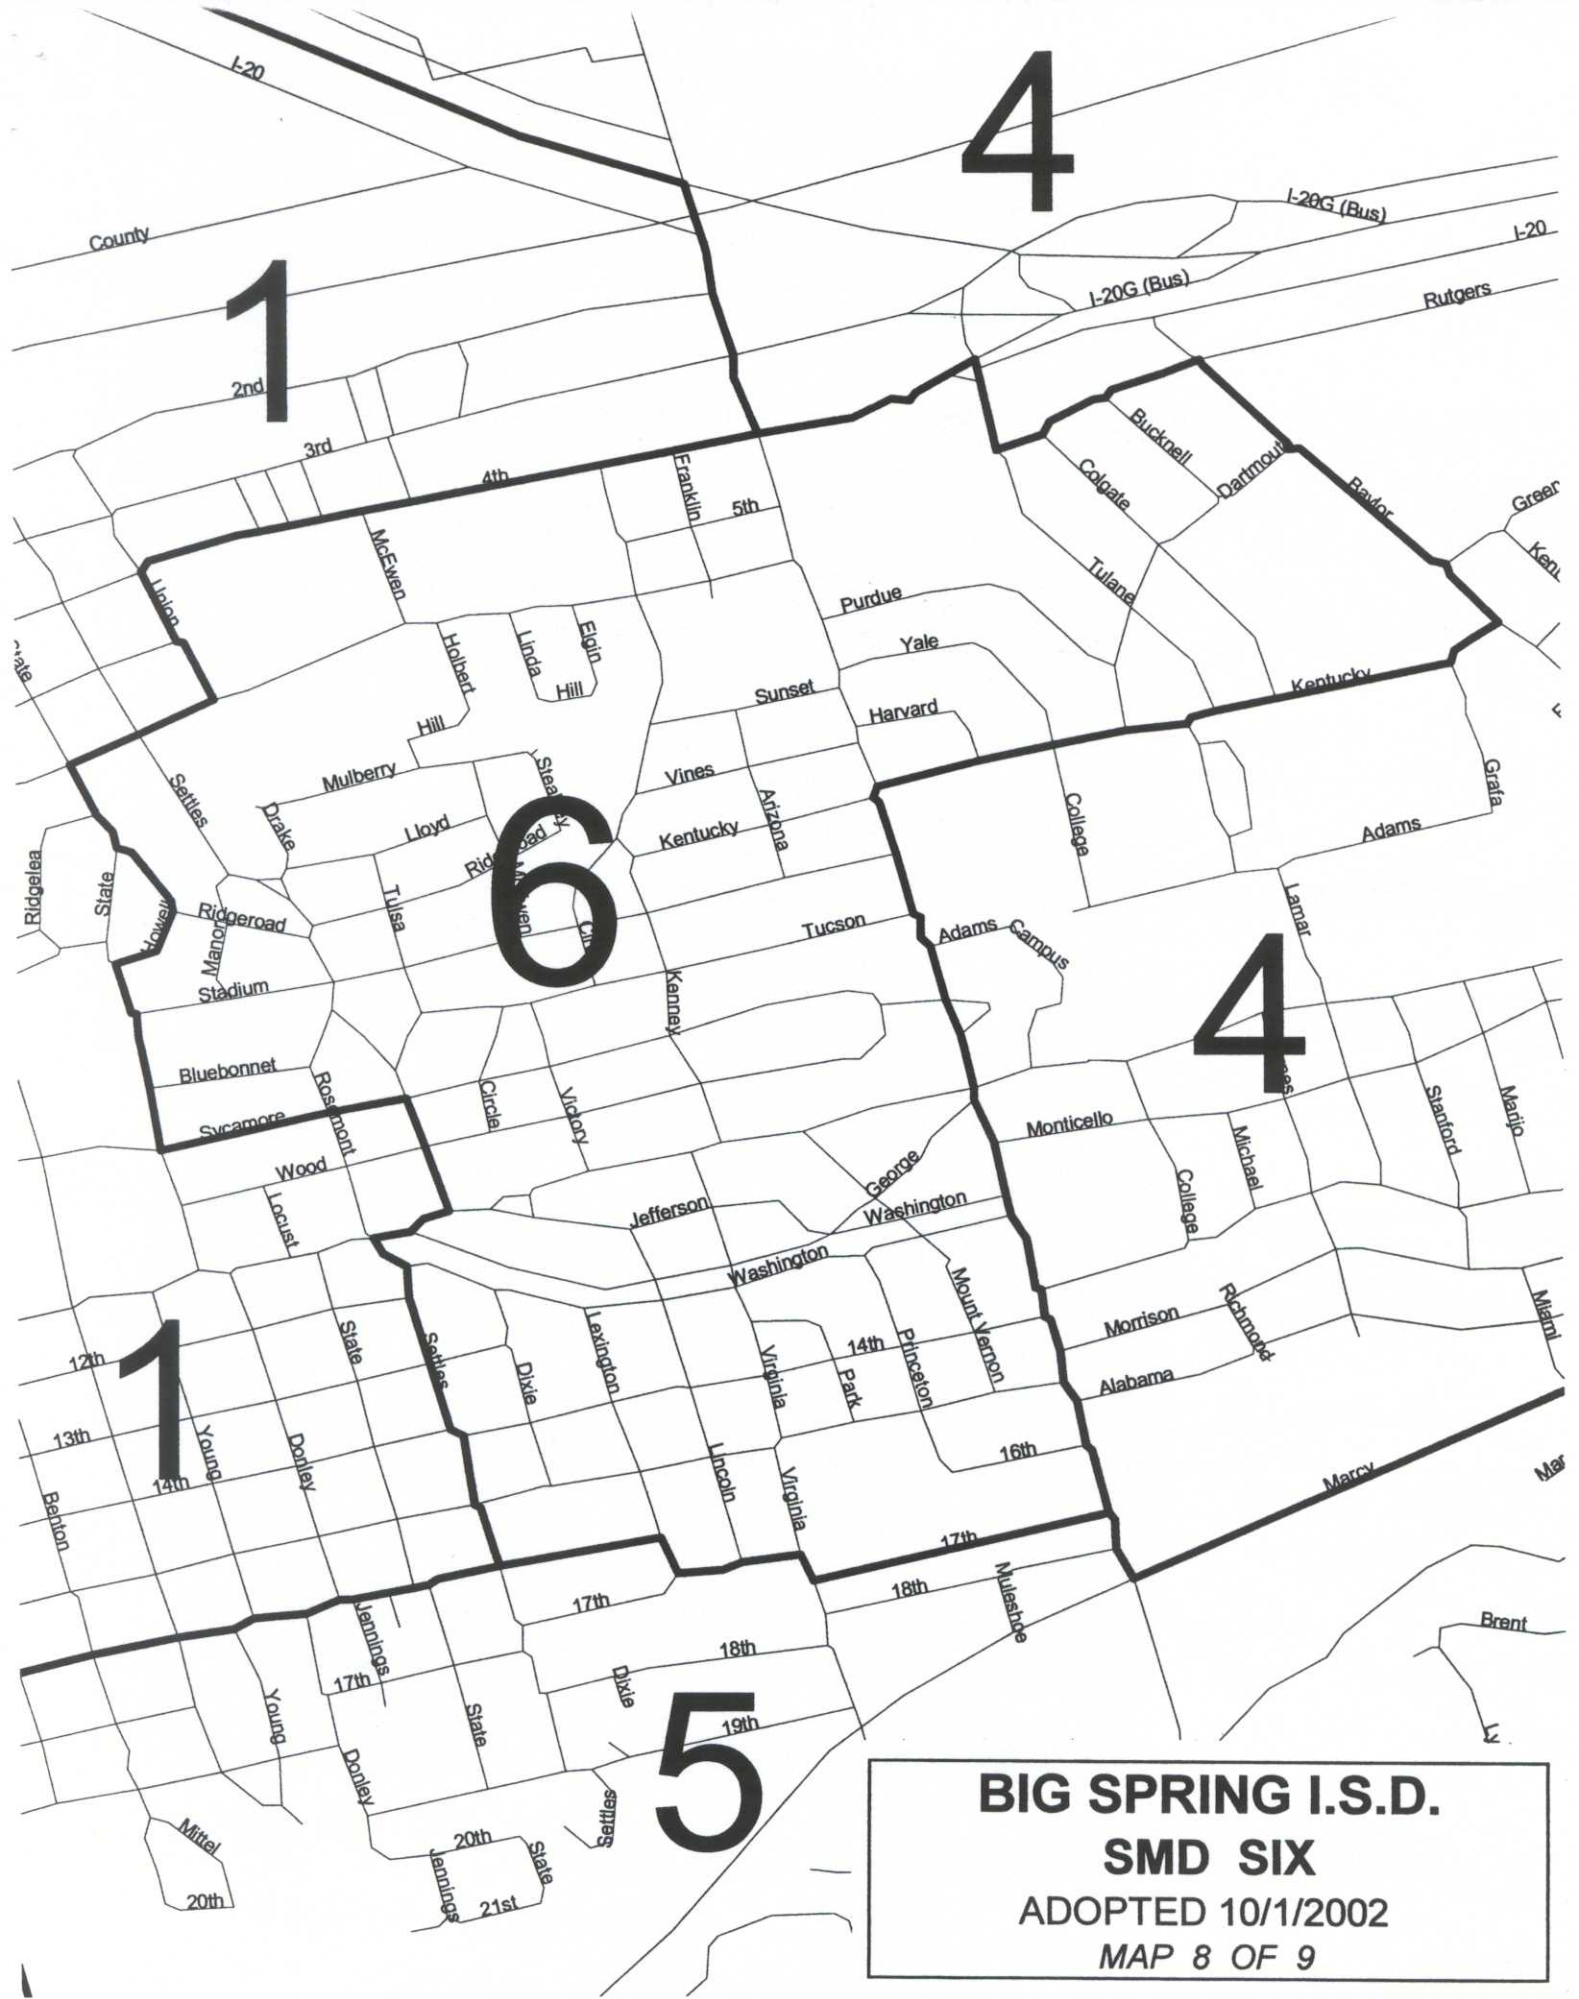 I-20
4
I-20G (Bus)
I-20
County
I-20G (Bus)
Rutgers
1
2nd
3rd
4th
Franklin
5th
Bucknell
Colgate
Dartmout
Baylor
Green
McEwen
Union
Tulane
Purdue
Yale
Holbert
Linda
Elgin
Hill
Sunset
Harvard
Kentucky
Hill
Mulberry
Vines
Settles
Drake
Lloyd
Arizona
Kentucky
College
Grafa
Adams
6
Ridgelea
State
Howell
Ridgeroad
Manor
Tulsa
Tucson
Adams
Campus
Lamar
Stadium
Kenney
4
Bluebonnet
Rosemont
Sycamore
Circle
Victory
Monticello
Stanford
Marijo
Michael
Wood
Locust
George
Jefferson
Washington
College
Washington
Mount Vernon
Richmond
Miami
Morrison
12th
1
State
Settles
Dixie
Lexington
Virginia
14th
Park
Princeton
Alabama
13th
14th
Young
Donley
Benton
Lincoln
Virginia
16th
Marcy
17th
17th
18th
Muleshoe
Jennings
17th
18th
Dixie
Brent
Young
State
5
19th
Donley
Settles
Mittel
20th
20th
Jennings
State
21st
BIG SPRING I.S.D.
SMD SIX
ADOPTED 10/1/2002
MAP 8 OF 9